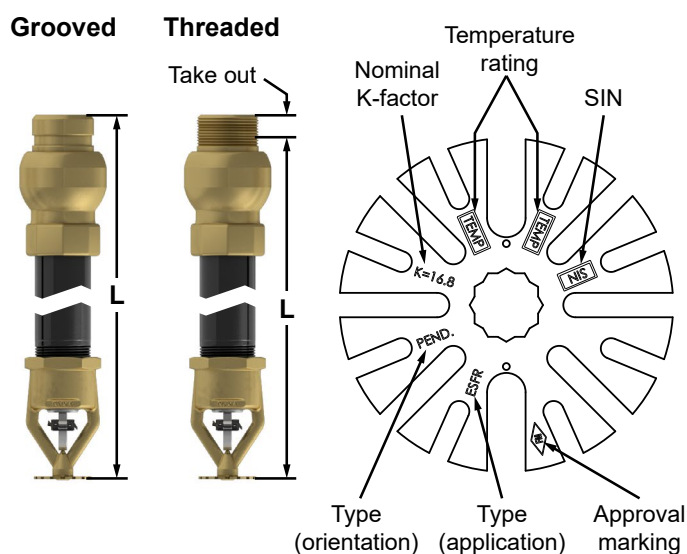 Grooved
Threaded
Take out
L
L
Temperature
rating
Nominal
K-factor
SIN
TEMP
TEMP
SIN
K=16.8
PEND.
ESFR
Type
(orientation)
Type
(application)
Approval
marking